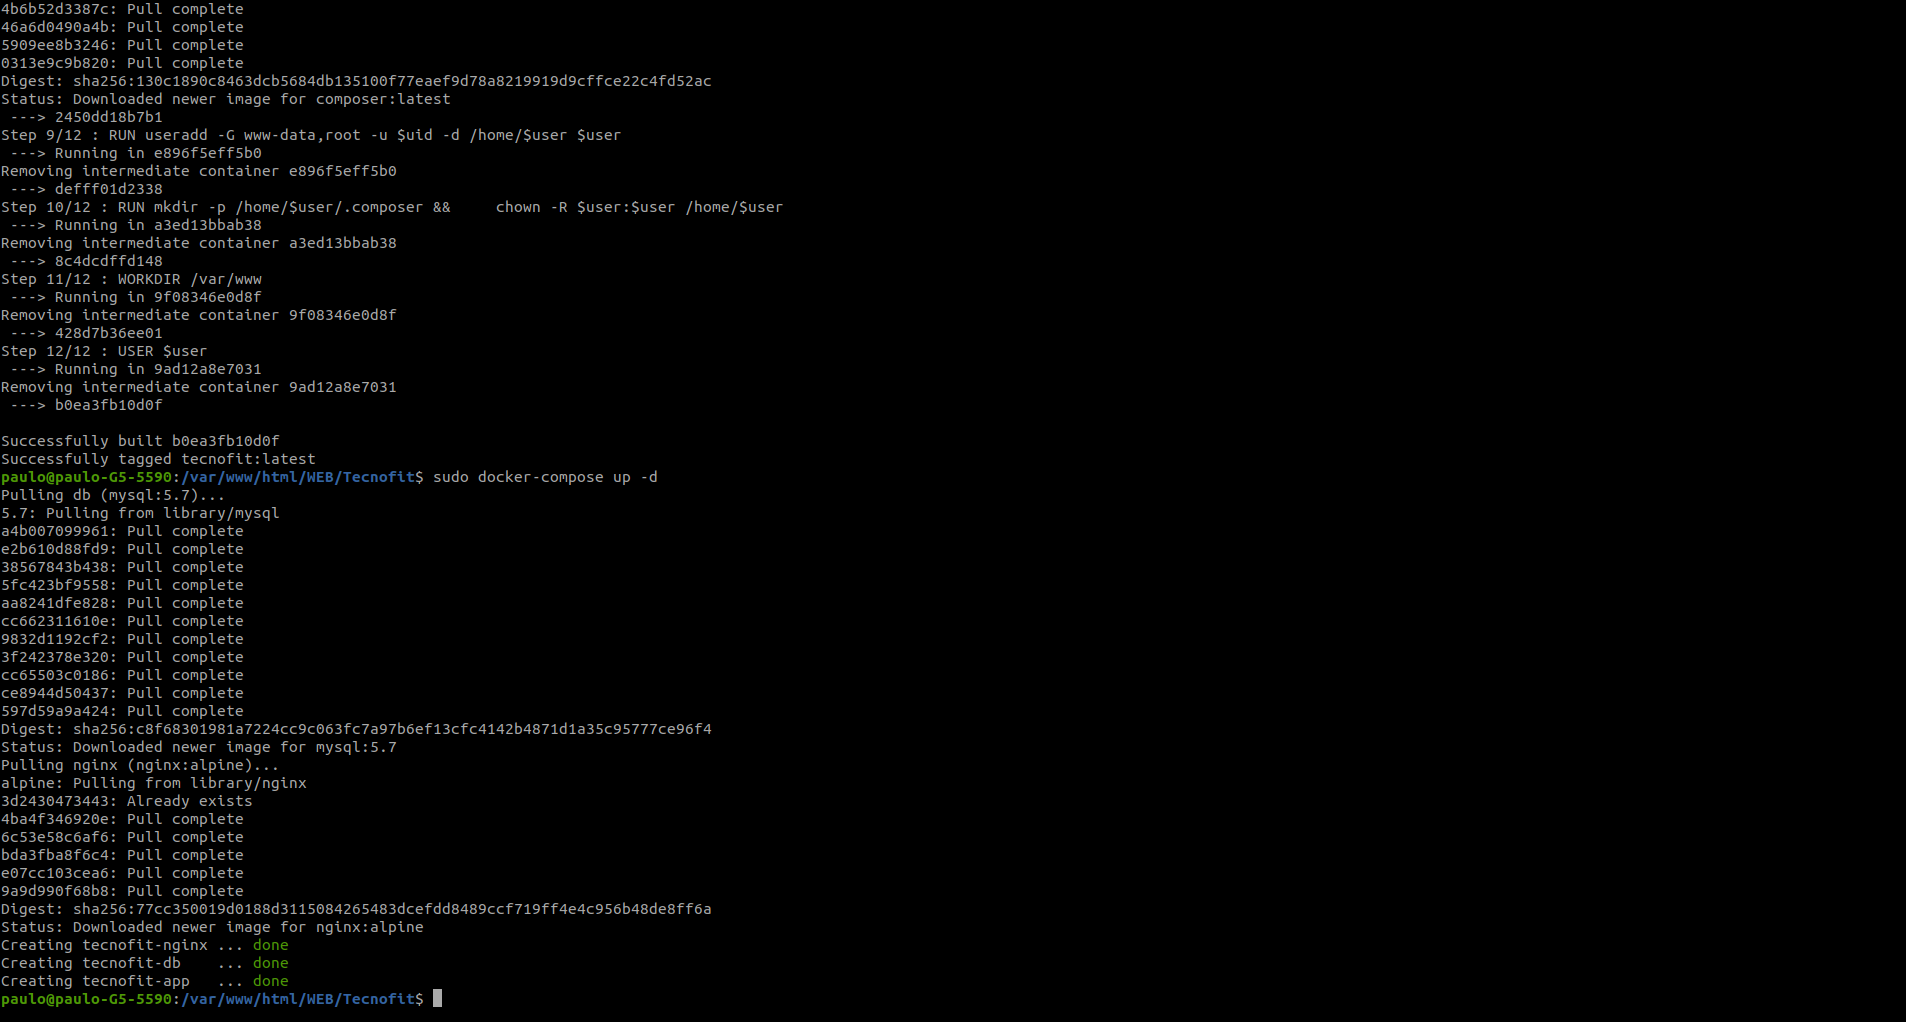 4b6b52d3387c: Pull complete
46a6d0490a4b: Pull complete
5909ee8b3246: Pull complete
0313e9c9b820: Pull complete
Digest: sha256:130c1890c8463dcb5684db135100f77eaef9d78a8219919d9cffce22c4fd52ac
Status: Downloaded newer image for composer:latest
 ---> 2450dd18b7b1
Step 9/12 : RUN useradd -G www-data,root -u $uid -d /home/$user $user
 ---> Running in e896f5eff5b0
Removing intermediate container e896f5eff5b0
 ---> defff01d2338
Step 10/12 : RUN mkdir -p /home/$user/.composer &&     chown -R $user:$user /home/$user
 ---> Running in a3ed13bbab38
Removing intermediate container a3ed13bbab38
 ---> 8c4dcdffd148
Step 11/12 : WORKDIR /var/www
 ---> Running in 9f08346e0d8f
Removing intermediate container 9f08346e0d8f
 ---> 428d7b36ee01
Step 12/12 : USER $user
 ---> Running in 9ad12a8e7031
Removing intermediate container 9ad12a8e7031
 ---> b0ea3fb10d0f

Successfully built b0ea3fb10d0f
Successfully tagged tecnofit:latest
paulo@paulo-G5-5590:/var/www/html/WEB/Tecnofit$ sudo docker-compose up -d
Pulling db (mysql:5.7)...
5.7: Pulling from library/mysql
a4b007099961: Pull complete
e2b610d88fd9: Pull complete
38567843b438: Pull complete
5fc423bf9558: Pull complete
aa8241dfe828: Pull complete
cc662311610e: Pull complete
9832d1192cf2: Pull complete
3f242378e320: Pull complete
cc65503c0186: Pull complete
ce8944d50437: Pull complete
597d59a9a424: Pull complete
Digest: sha256:c8f68301981a7224cc9c063fc7a97b6ef13cfc4142b4871d1a35c95777ce96f4
Status: Downloaded newer image for mysql:5.7
Pulling nginx (nginx:alpine)...
alpine: Pulling from library/nginx
3d2430473443: Already exists
4ba4f346920e: Pull complete
6c53e58c6af6: Pull complete
bda3fba8f6c4: Pull complete
e07cc103cea6: Pull complete
9a9d990f68b8: Pull complete
Digest: sha256:77cc350019d0188d3115084265483dcefdd8489ccf719ff4e4c956b48de8ff6a
Status: Downloaded newer image for nginx:alpine
Creating tecnofit-nginx ... done
Creating tecnofit-db    ... done
Creating tecnofit-app   ... done
paulo@paulo-G5-5590:/var/www/html/WEB/Tecnofit$